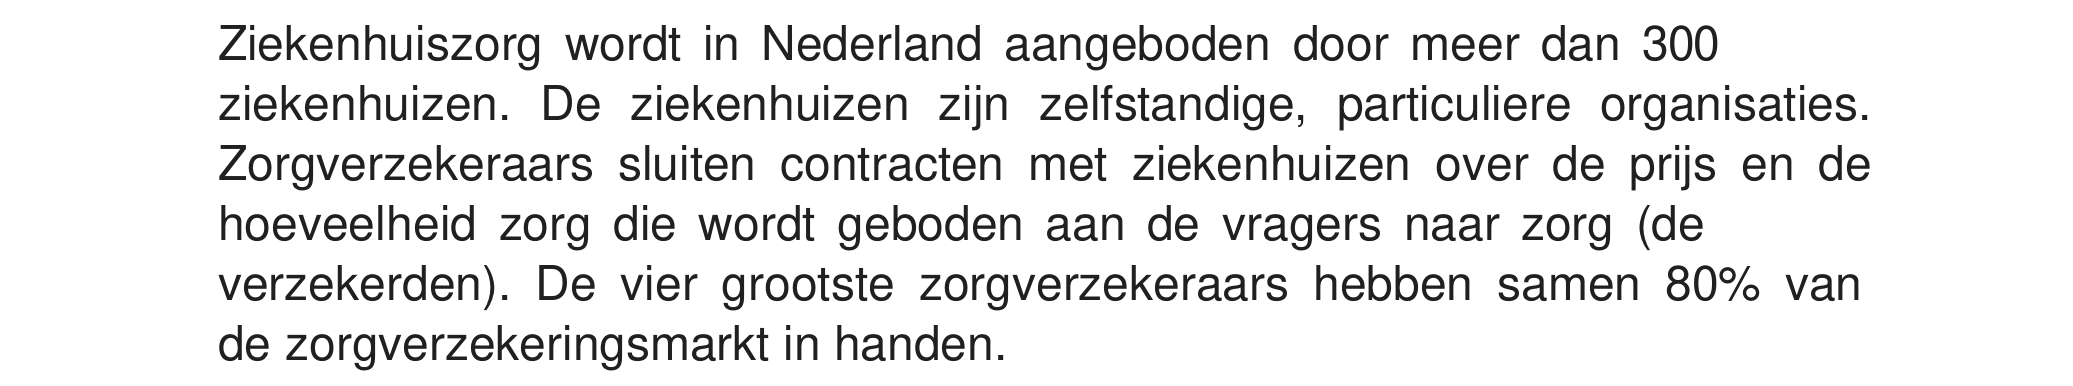 Ziekenhuiszorg wordt in Nederland aangeboden door meer dan 300
ziekenhuizen. De ziekenhuizen zijn zelfstandige, particuliere organisaties.
Zorgverzekeraars sluiten contracten met ziekenhuizen over de prijs en de
hoeveelheid zorg die wordt geboden aan de vragers naar zorg (de
verzekerden). De vier grootste zorgverzekeraars hebben samen 80% van
de zorgverzekeringsmarkt in handen.